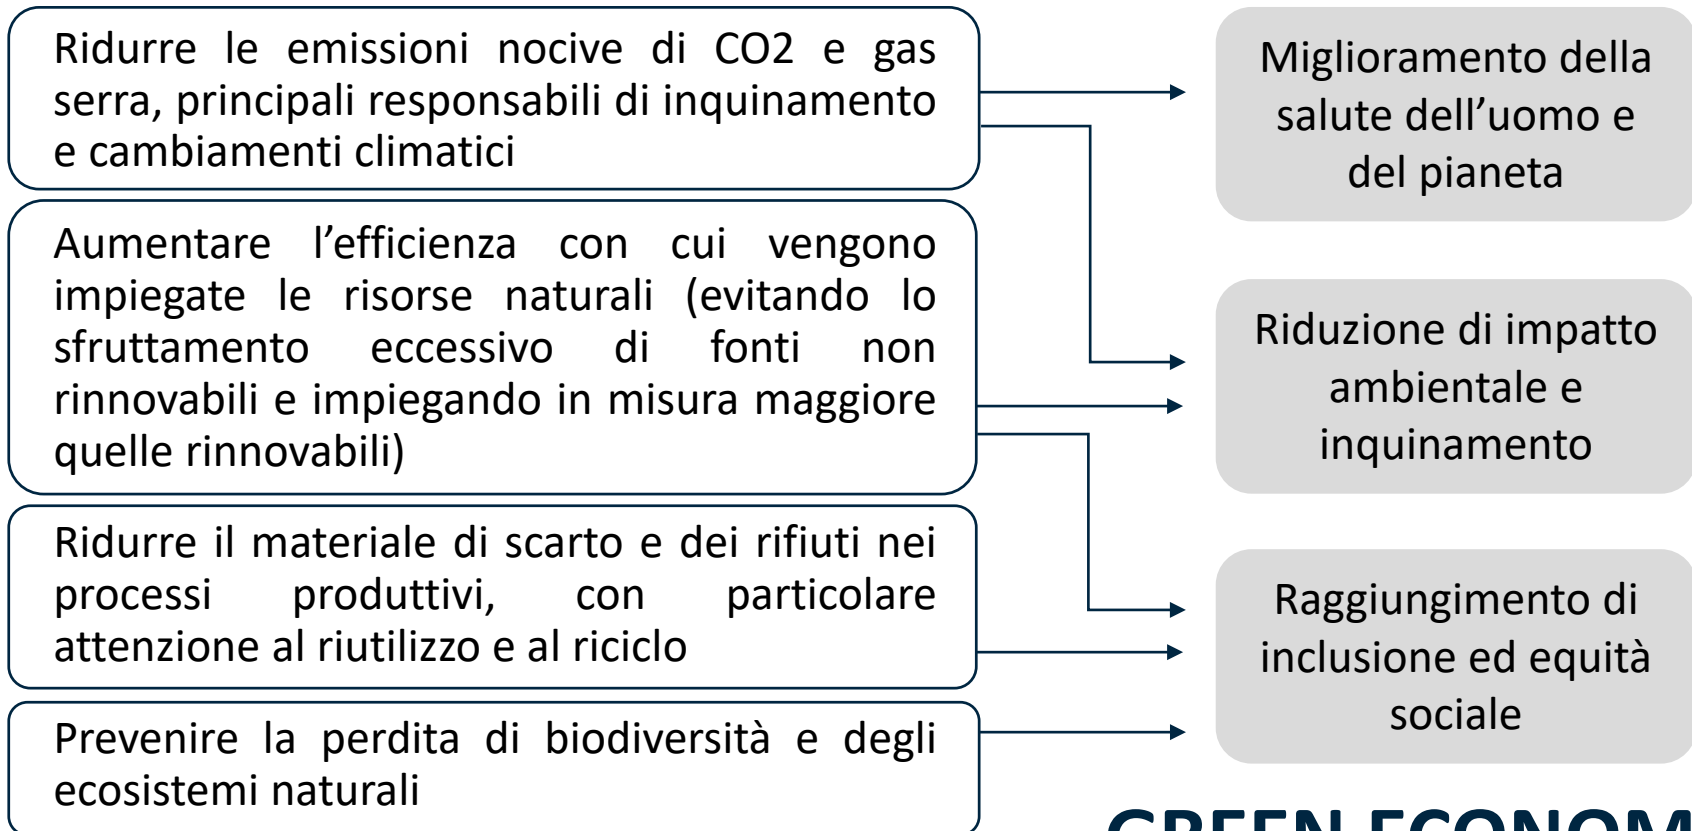 Ridurre le emissioni nocive di CO2 e gas
serra, principali responsabili di inquinamento
e cambiamenti climatici
Aumentare l’efficienza con cui vengono
impiegate le risorse naturali (evitando lo
sfruttamento eccessivo di fonti non
rinnovabili e impiegando in misura maggiore
quelle rinnovabili)
Ridurre il materiale di scarto e dei rifiuti nei
processi produttivi, con particolare
attenzione al riutilizzo e al riciclo
Prevenire la perdita di biodiversità e degli
ecosistemi naturali
Miglioramento della
salute dell’uomo e
del pianeta
Riduzione di impatto
ambientale e
inquinamento
Raggiungimento di
inclusione ed equità
sociale
GREEN ECONOM